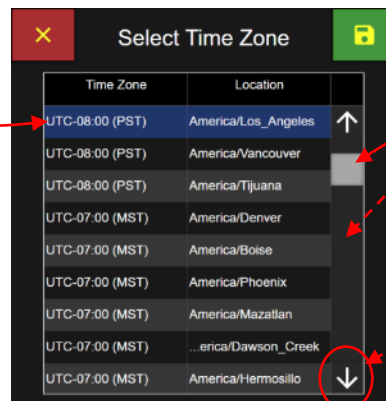 Select Time Zone
Time Zone Location
UTC-08:00 (PST) America/Los_Angeles
UTC-08:00 (PST) America/Vancouver
UTC-08:00 (PST) America/Tijuana
UTC-07:00 (MST) America/Denver
UTC-07:00 (MST) America/Boise
UTC-07:00 (MST) America/Phoenix
UTC-07:00 (MST) America/Mazatlan
UTC-07:00 (MST) ...erica/Dawson_Creek
UTC-07:00 (MST) America/Hermosillo